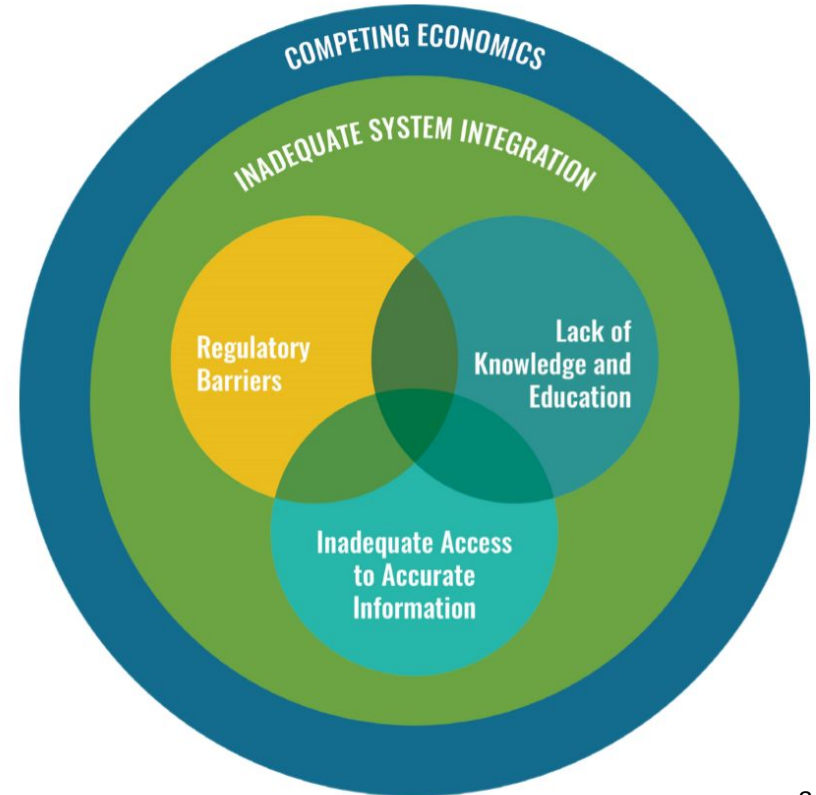 COMPETING ECONOMICS
INADEQUATE SYSTEM INTEGRATION
Regulatory
Barriers
Lack of
Knowledge and
Education
Inadequate Access
to Accurate
Information